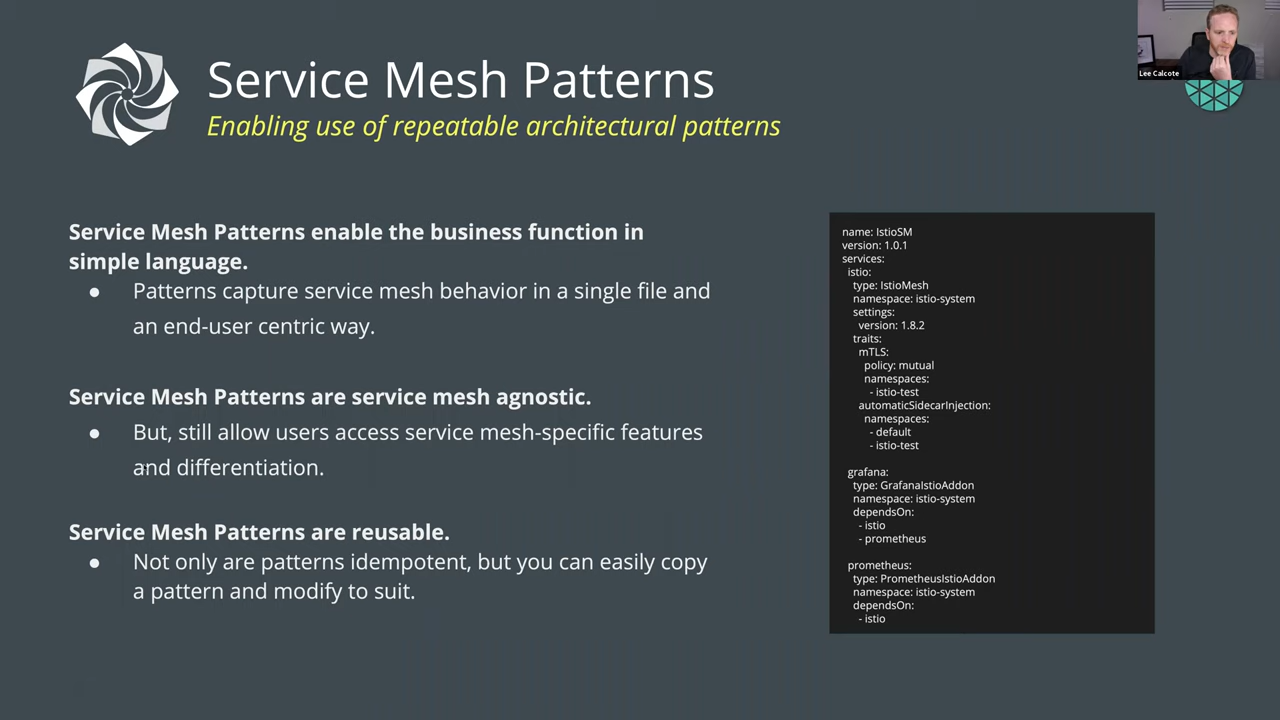 Service Mesh Patterns
Enabling use of repeatable architectural patterns
Lee Calcote
Service Mesh Patterns enable the business function in
simple language.
● Patterns capture service mesh behavior in a single file and
an end-user centric way.
Service Mesh Patterns are service mesh agnostic.
● But, still allow users access service mesh-specific features
and differentiation.
Service Mesh Patterns are reusable.
● Not only are patterns idempotent, but you can easily copy
a pattern and modify to suit.
name: IstioSM
version: 1.0.1
services:
istio:
type: IstioMesh
namespace: istio-system
settings:
version: 1.8.2
traits:
mTLS:
policy: mutual
namespaces:
- istio-test
automaticSidecarInjection:
namespaces:
- default
- istio-test
grafana:
type: GrafanaIstioAddon
namespace: istio-system
dependsOn:
- istio
- prometheus
prometheus:
type: PrometheusIstioAddon
namespace: istio-system
dependsOn:
- istio